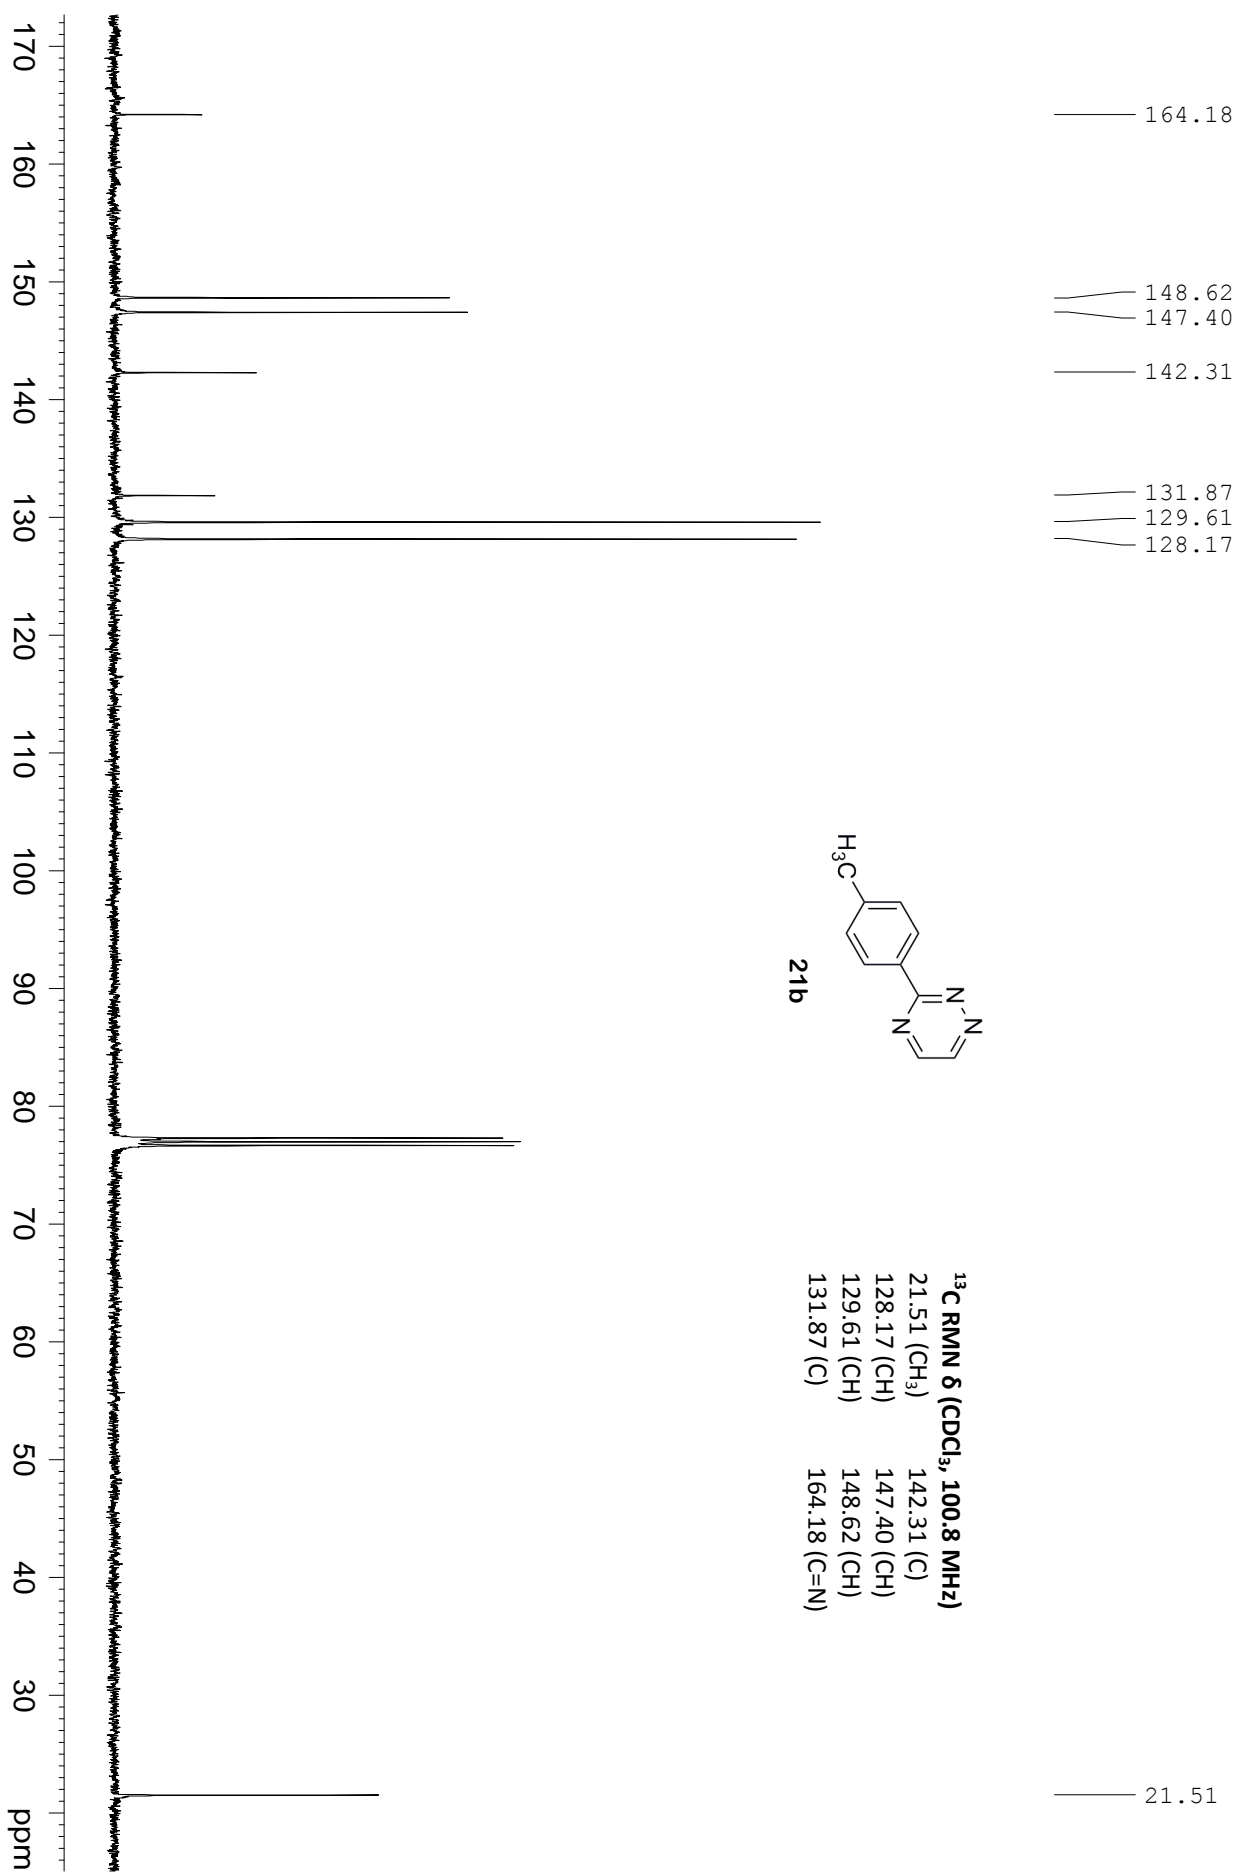 164.18
148.62
147.40
142.31
131.87
129.61
128.17
21.51
H₃C
N
N
N
21b
¹³C RMN δ (CDCl₃, 100.8 MHz)
21.51 (CH₃) 142.31 (C)
128.17 (CH) 147.40 (CH)
129.61 (CH) 148.62 (CH)
131.87 (C) 164.18 (C=N)
170 160 150 140 130 120 110 100 90 80 70 60 50 40 30 ppm